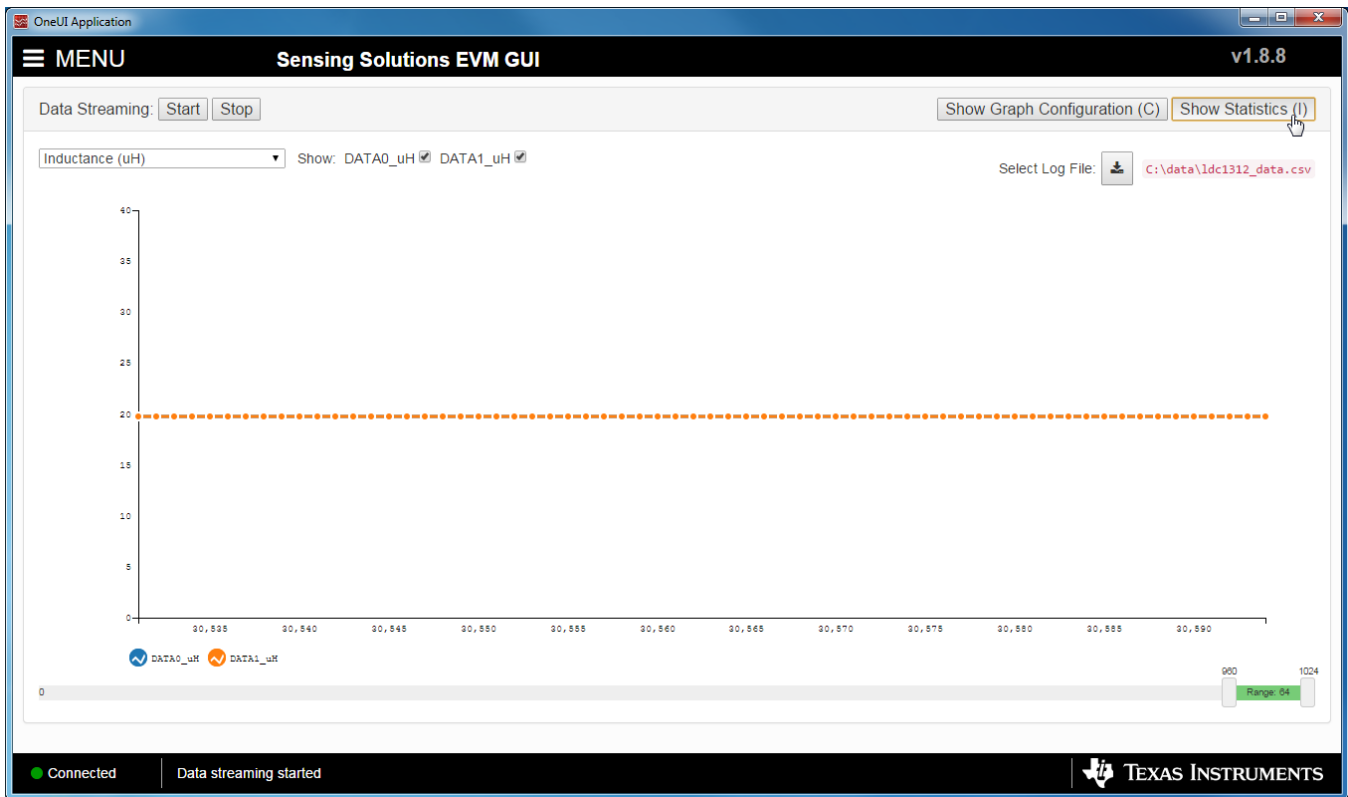 OneUI Application
MENU Sensing Solutions EVM GUI v1.8.8
Data Streaming: Start Stop Show Graph Configuration (C) Show Statistics (I)
Inductance (uH) Show: DATA0_uH DATA1_uH Select Log File: C:\data\ldc1312_data.csv
40
35
30
25
20
15
10
5
0
30,535 30,540 30,545 30,550 30,555 30,560 30,565 30,570 30,575 30,580 30,585 30,590
DATA0_uH DATA1_uH
960 1024
0 Range: 64
Connected Data streaming started TEXAS INSTRUMENTS